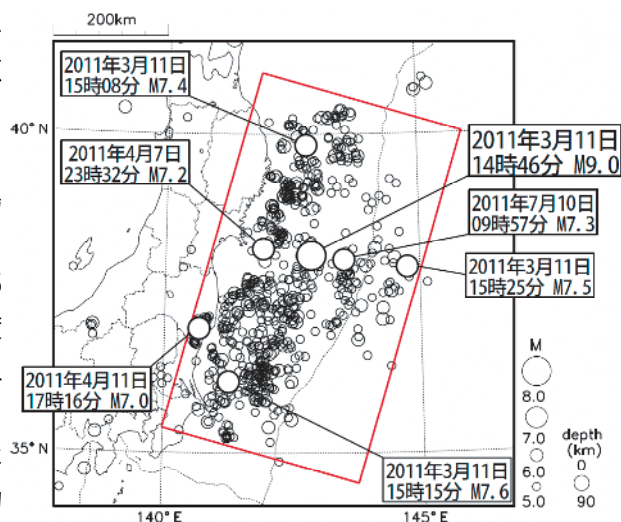 200km
2011年3月11日
15時08分 M7.4
40°N
2011年3月11日
14時46分 M9.0
2011年4月7日
23時32分 M7.2
2011年7月10日
09時57分 M7.3
2011年3月11日
15時25分 M7.5
2011年4月11日
17時16分 M7.0
2011年3月11日
15時15分 M7.6
35°N
140°E
145°E
M
8.0
7.0
6.0
5.0
depth
(km)
0
90